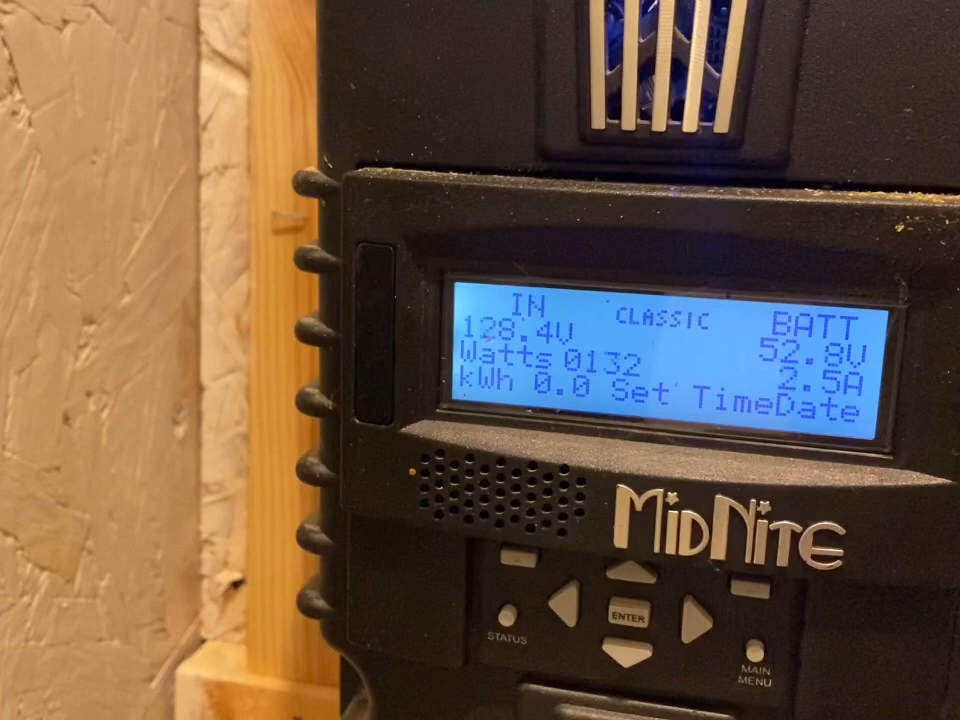 IN CLASSIC BATT
128.4V 52.8V
Watts 0132 2.5A
kWh 0.0 Set TimeDate
MIDNITE
ENTER
STATUS
MAIN
MENU